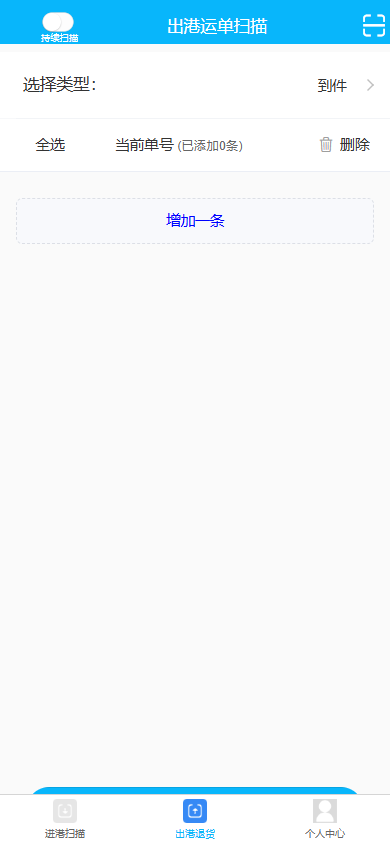 持续扫描
出港运单扫描
选择类型：
到件
全选
当前单号 (已添加0条)
删除
增加一条
进港扫描
出港退货
个人中心